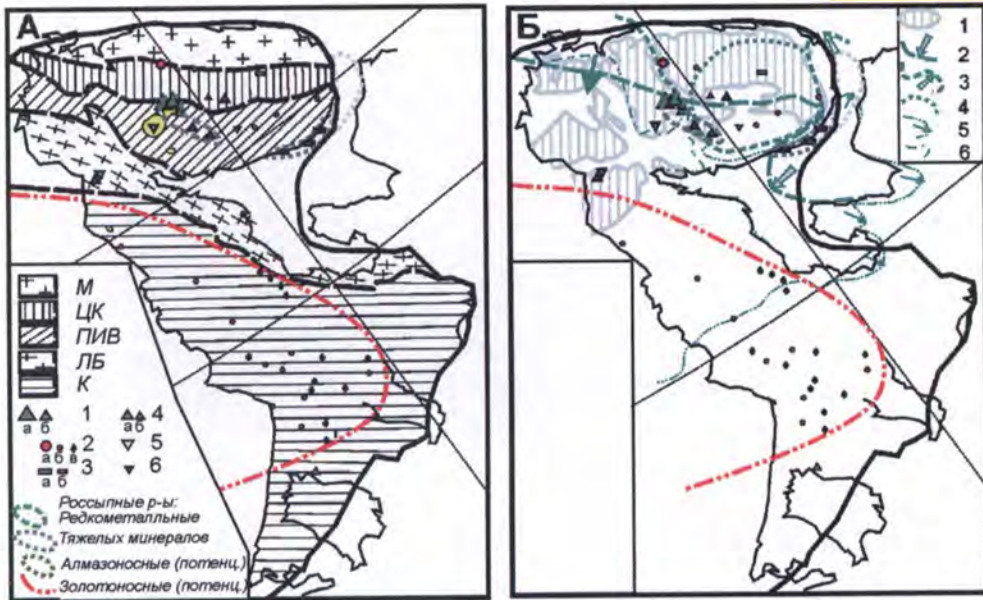 А
М
ЦК
ПИВ
ЛБ
К
1 4
а б аб
2 5
а б в
3 6
а б
Россыпные р-ы:
Редкометалльные
Тяжелых минералов
Алмазоносные (потенц.)
Золотоносные (потенц.)
Б
1
2
3
4
5
6